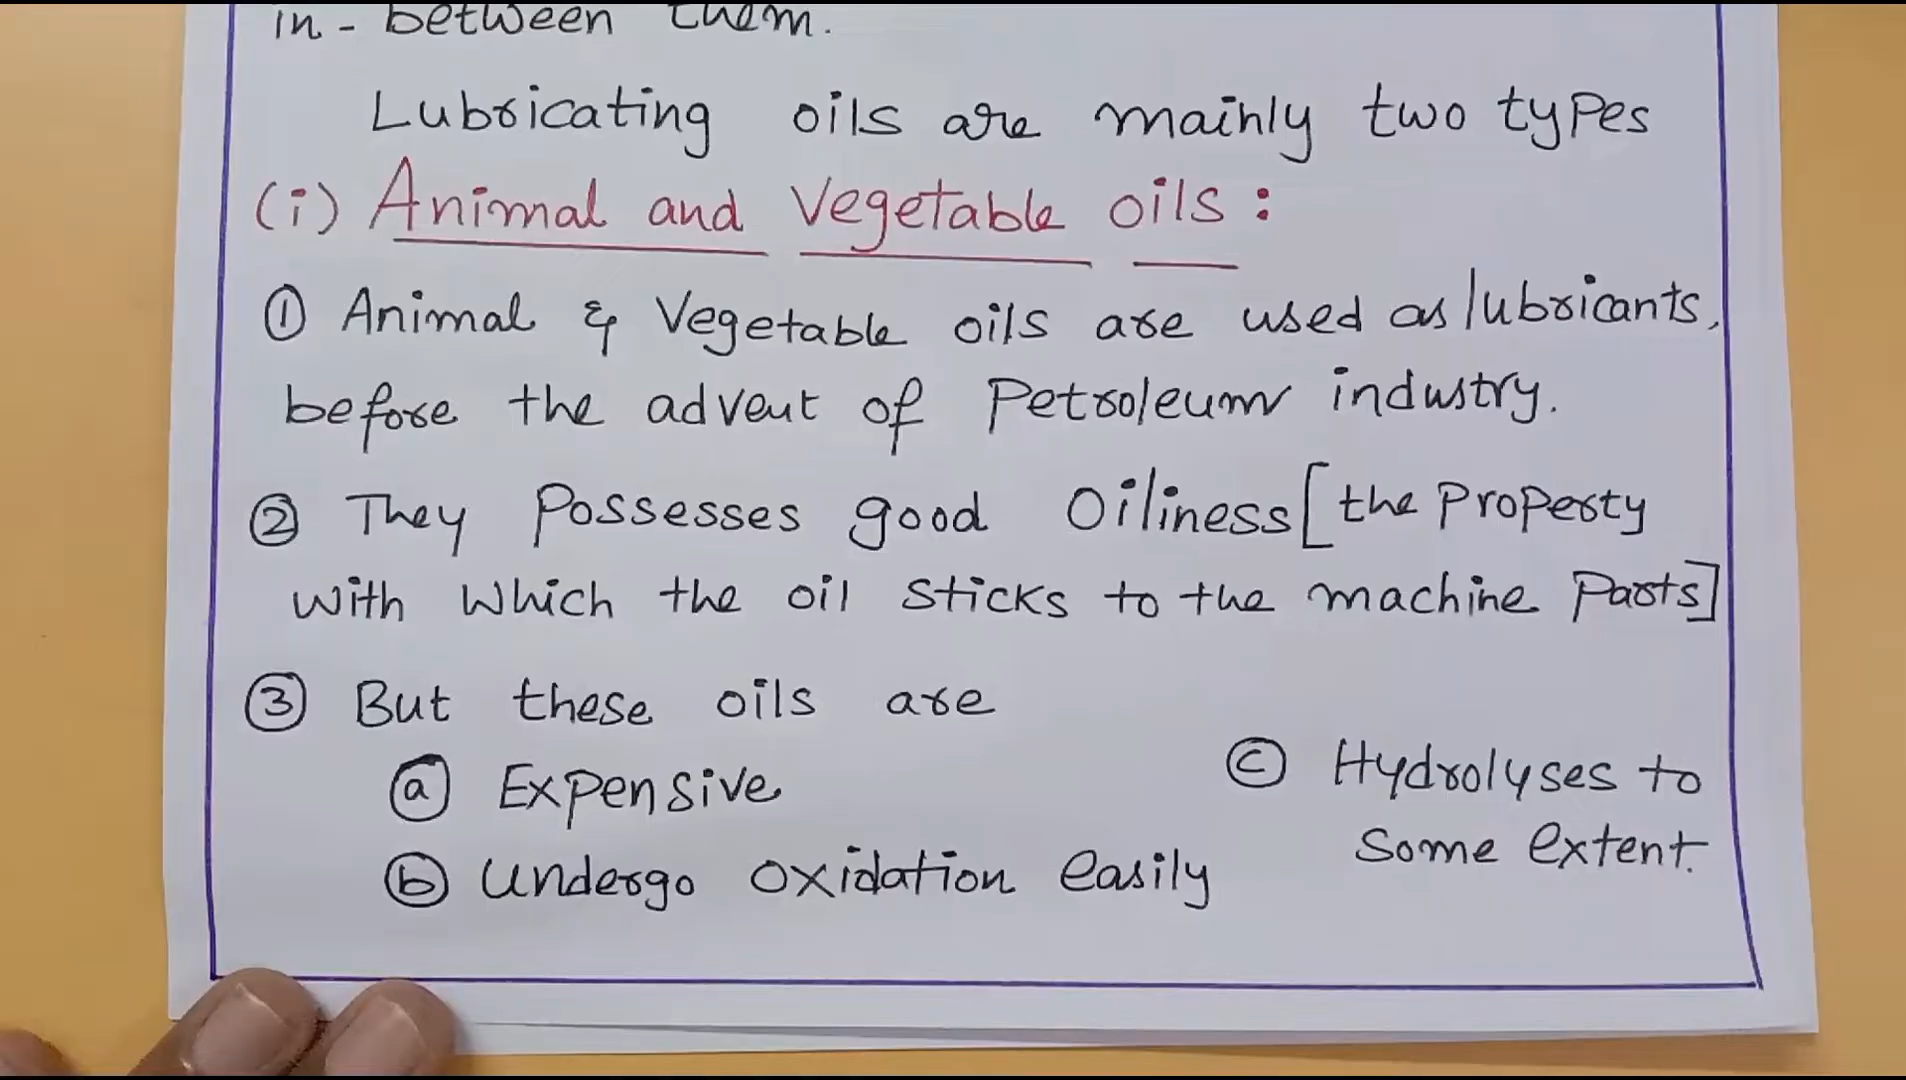 in - between them.
Lubricating oils are mainly two types
(i) Animal and Vegetable oils :
① Animal & Vegetable oils are used as lubricants,
before the advent of Petroleum industry.
② They Possesses good Oiliness [the Property
with which the oil sticks to the machine Parts]
③ But these oils are
ⓐ Expensive
ⓑ undergo oxidation easily
ⓒ Hydrolyses to
some extent.